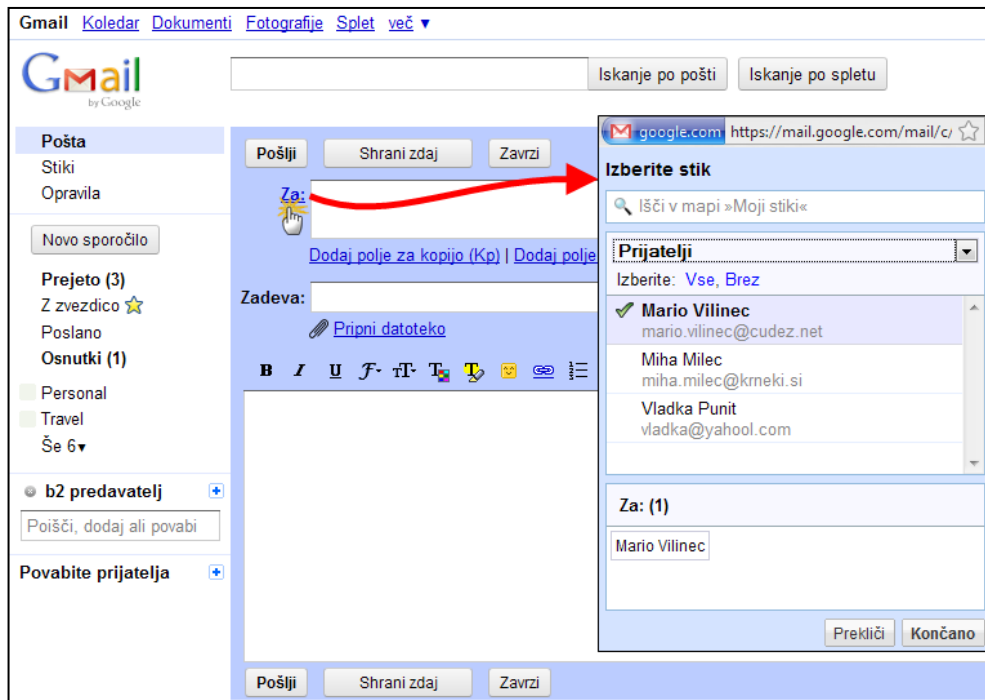 Gmail Koledar Dokumenti Fotografije Splet več ▼
Gmail
by Google
Iskanje po pošti Iskanje po spletu
Pošta
Stiki
Opravila
Novo sporočilo
Prejeto (3)
Z zvezdico
Poslano
Osnutki (1)
Personal
Travel
Še 6▾
b2 predavatelj
Poišči, dodaj ali povabi
Povabite prijatelja
Pošlji Shrani zdaj Zavrzi
Za:
Dodaj polje za kopijo (Kp) | Dodaj polje
Zadeva:
Pripni datoteko
B I U F TT T T
Pošlji Shrani zdaj Zavrzi
google.com https://mail.google.com/mail/c/
Izberite stik
Išči v mapi »Moji stiki«
Prijatelji
Izberite: Vse, Brez
Mario Vilinec
mario.vilinec@cudez.net
Miha Milec
miha.milec@krneki.si
Vladka Punit
vladka@yahool.com
Za: (1)
Mario Vilinec
Prekliči Končano